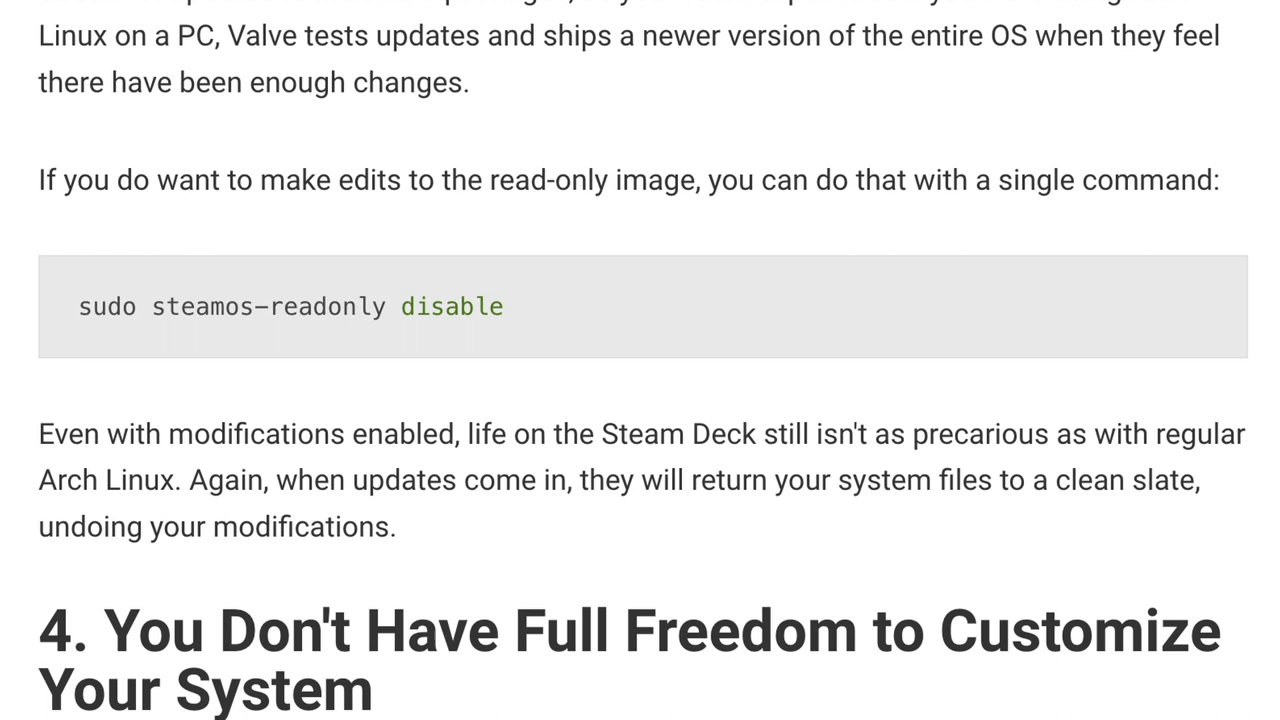 Linux on a PC, Valve tests updates and ships a newer version of the entire OS when they feel
there have been enough changes.
If you do want to make edits to the read-only image, you can do that with a single command:
sudo steamos-readonly disable
Even with modifications enabled, life on the Steam Deck still isn't as precarious as with regular
Arch Linux. Again, when updates come in, they will return your system files to a clean slate,
undoing your modifications.
4. You Don't Have Full Freedom to Customize
Your System